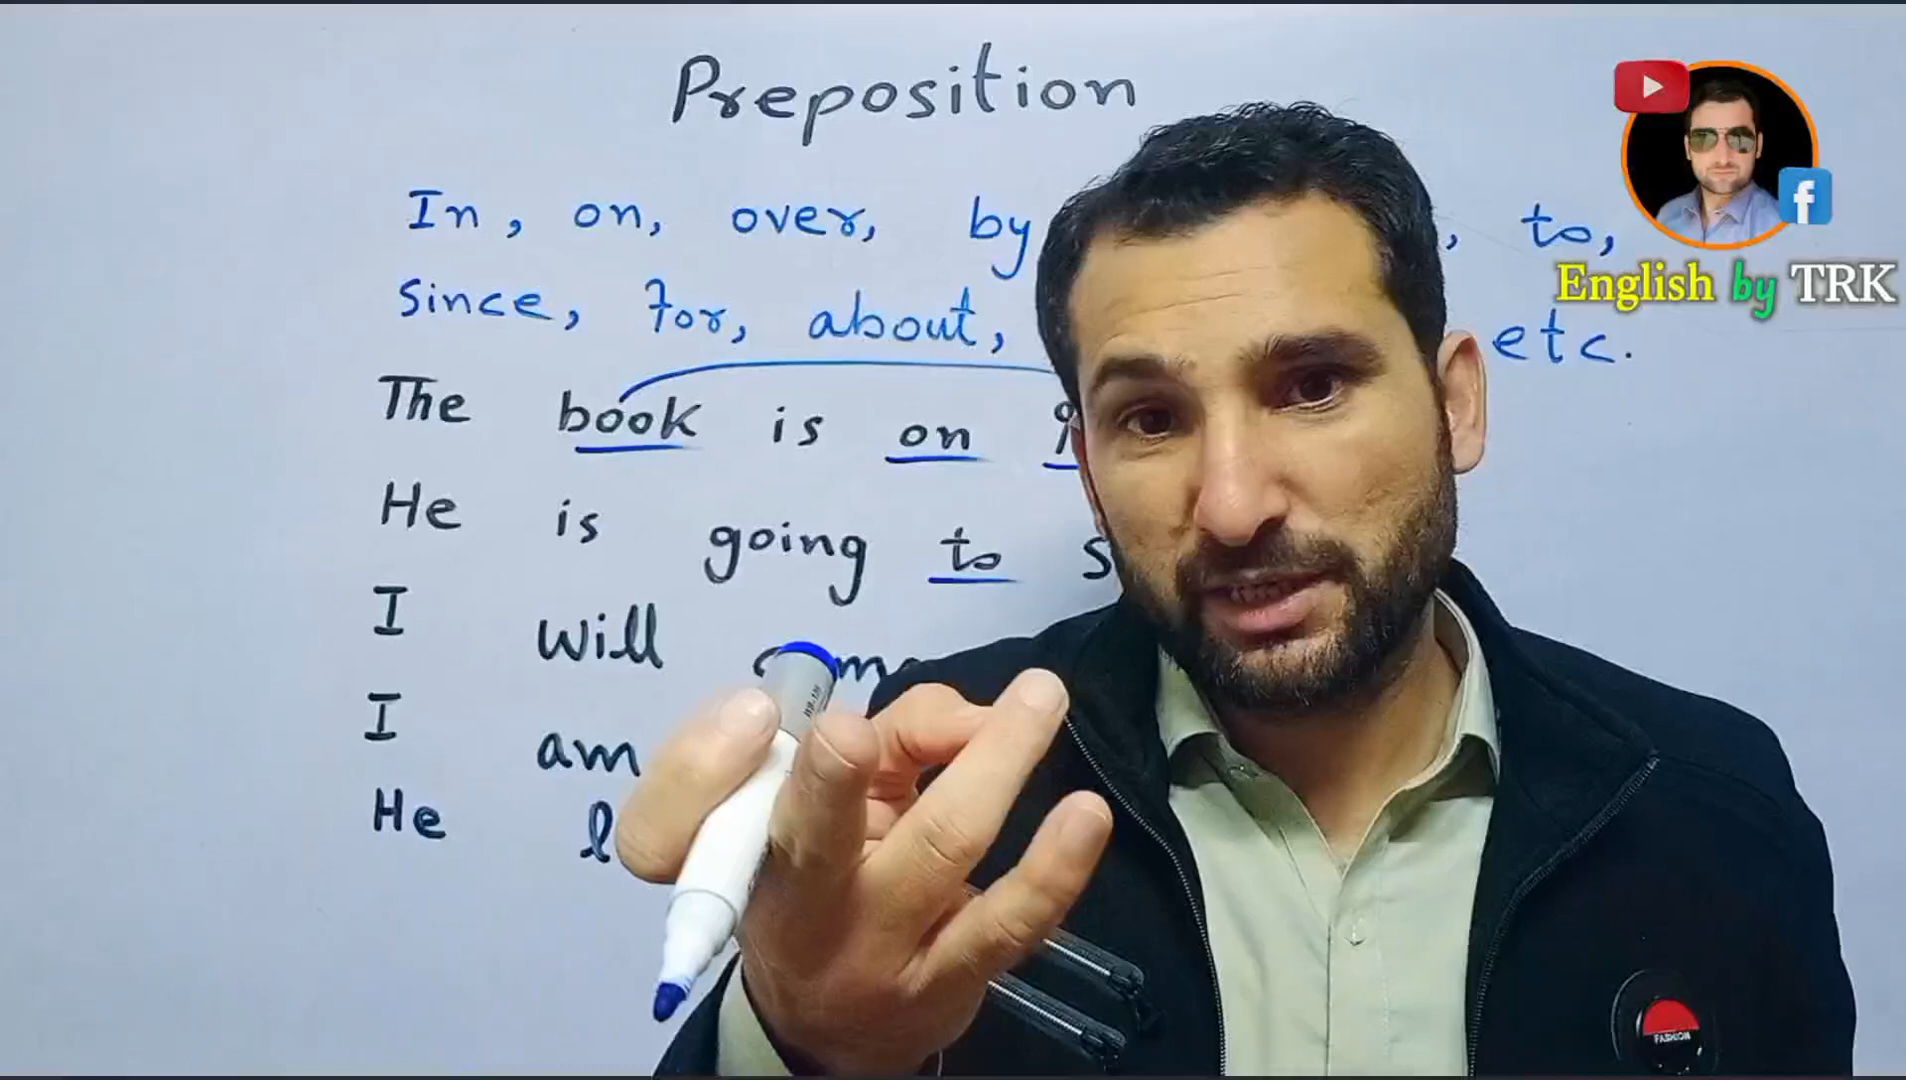 Preposition
In, on, over, by , to,
English by TRK
since, for, about, etc.
The book is on
He is going to s
I will
I am
He
FASHION